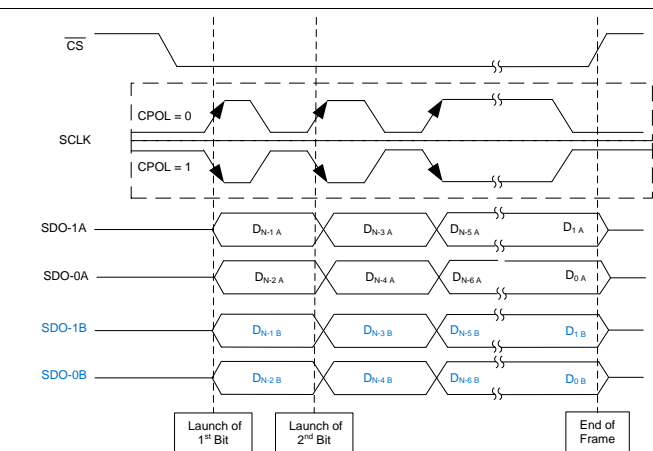 CS
CPOL = 0
SCLK
CPOL = 1
SDO-1A DN-1 A DN-3 A DN-5 A D1 A
SDO-0A DN-2 A DN-4 A DN-6 A D0 A
SDO-1B DN-1 B DN-3 B DN-5 B D1 B
SDO-0B DN-2 B DN-4 B DN-6 B D0 B
Launch of
1st Bit
Launch of
2nd Bit
End of
Frame